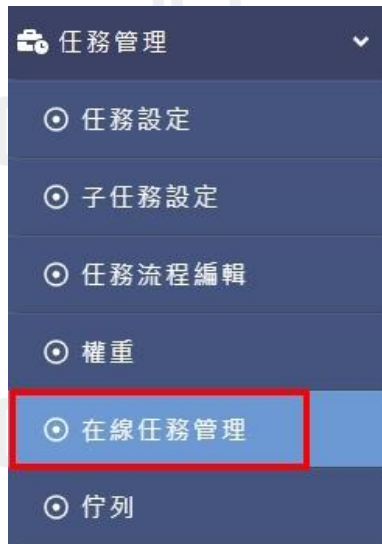 任務管理
任務設定
子任務設定
任務流程編輯
權重
在線任務管理
佇列